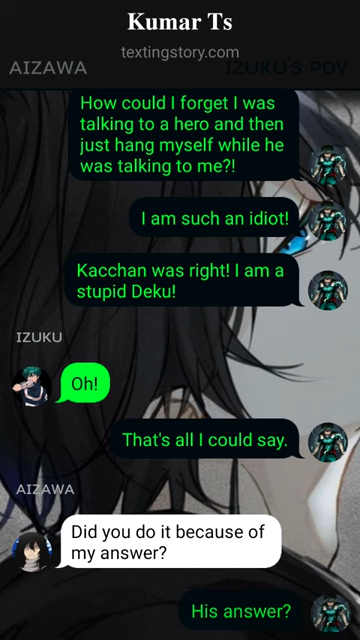 Kumar Ts
textingstory.com
AIZAWA
IZUKU'S POV
How could I forget I was
talking to a hero and then
just hang myself while he
was talking to me?!
I am such an idiot!
Kacchan was right! I am a
stupid Deku!
IZUKU
Oh!
That's all I could say.
AIZAWA
Did you do it because of
my answer?
His answer?